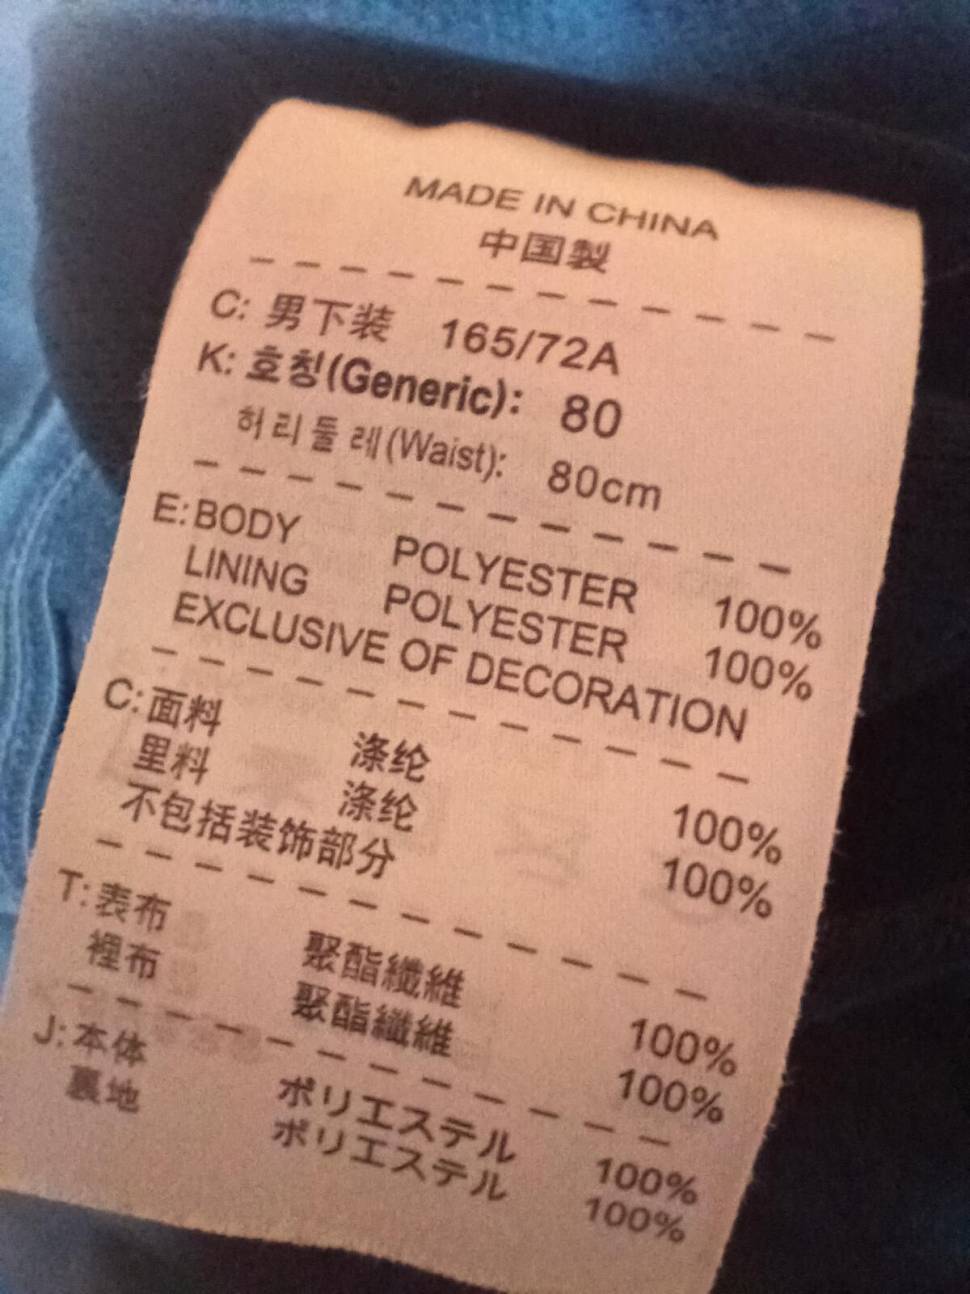 MADE IN CHINA
中国製
C: 男下装 165/72A
K: 호칭(Generic): 80
허리둘레(Waist): 80cm
E: BODY POLYESTER 100%
LINING POLYESTER 100%
EXCLUSIVE OF DECORATION
C: 面料 涤纶 100%
里料 涤纶 100%
不包括装饰部分
T: 表布 聚酯纖維 100%
裡布 聚酯纖維 100%
J: 本体 ポリエステル 100%
裏地 ポリエステル 100%